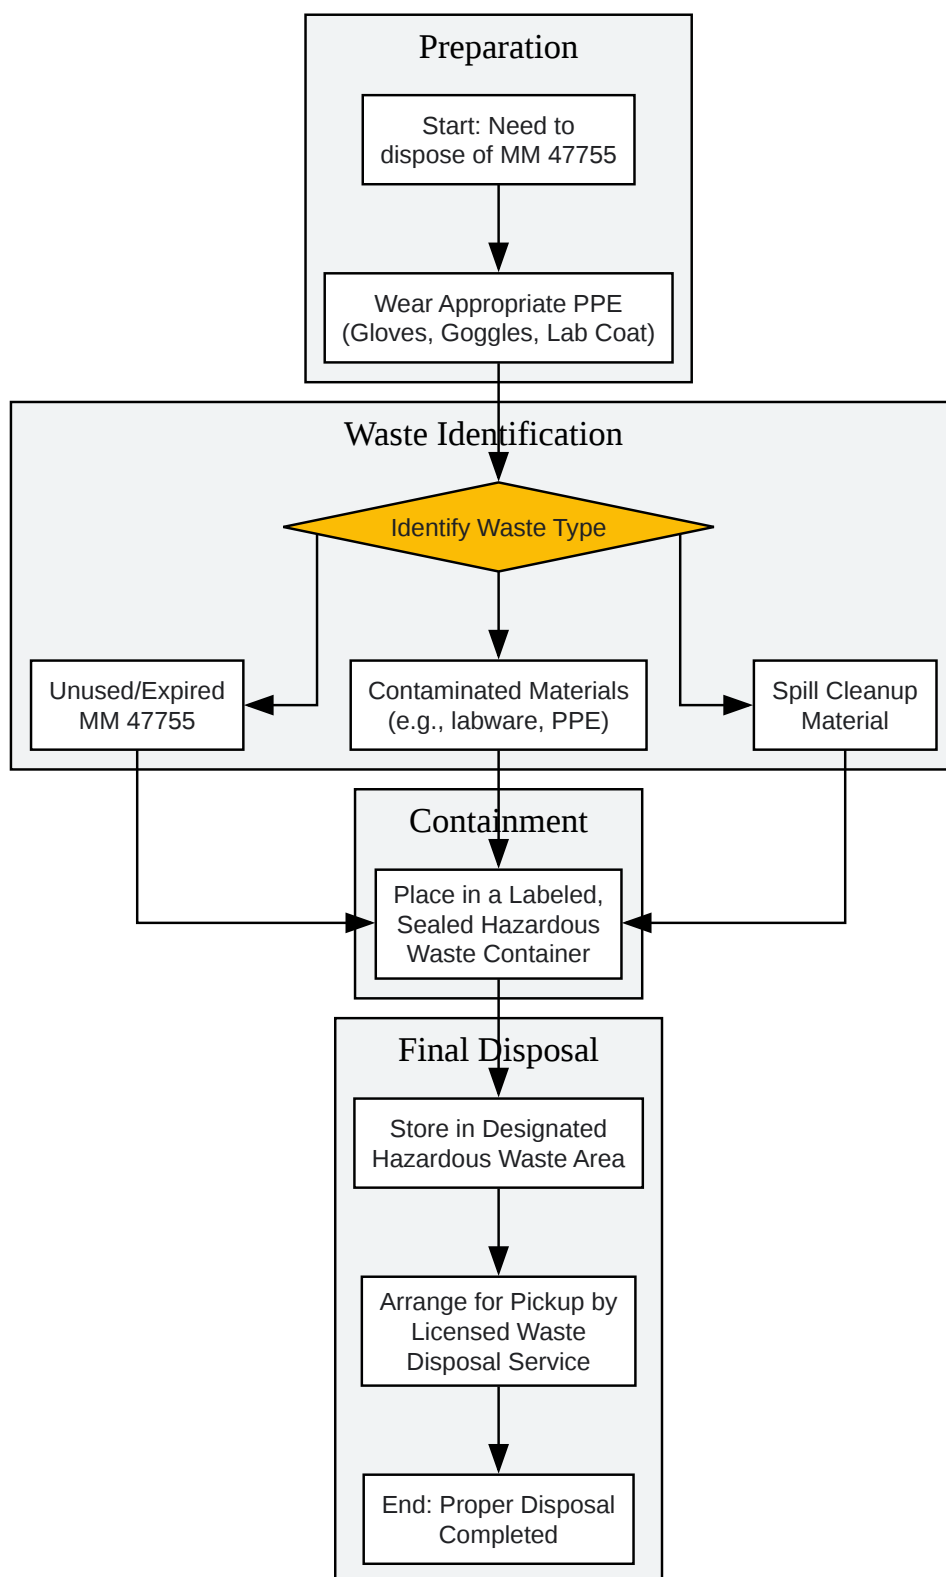 Preparation
Start: Need to
dispose of MM 47755
Wear Appropriate PPE
(Gloves, Goggles, Lab Coat)
Waste Identification
Identify Waste Type
Unused/Expired
MM 47755
Contaminated Materials
(e.g., labware, PPE)
Spill Cleanup
Material
Containment
Place in a Labeled,
Sealed Hazardous
Waste Container
Final Disposal
Store in Designated
Hazardous Waste Area
Arrange for Pickup by
Licensed Waste
Disposal Service
End: Proper Disposal
Completed